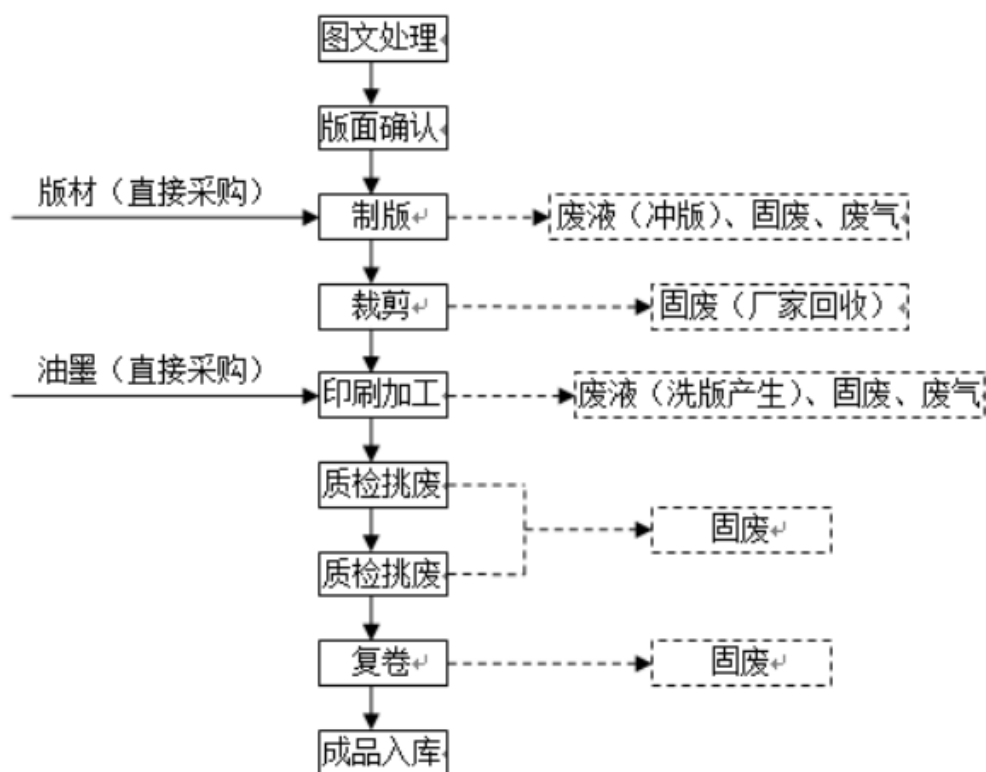 图文处理
版面确认
版材（直接采购）
制版
废液（冲版）、固废、废气
裁剪
固废（厂家回收）
油墨（直接采购）
印刷加工
废液（洗版产生）、固废、废气
质检挑废
固废
质检挑废
复卷
固废
成品入库